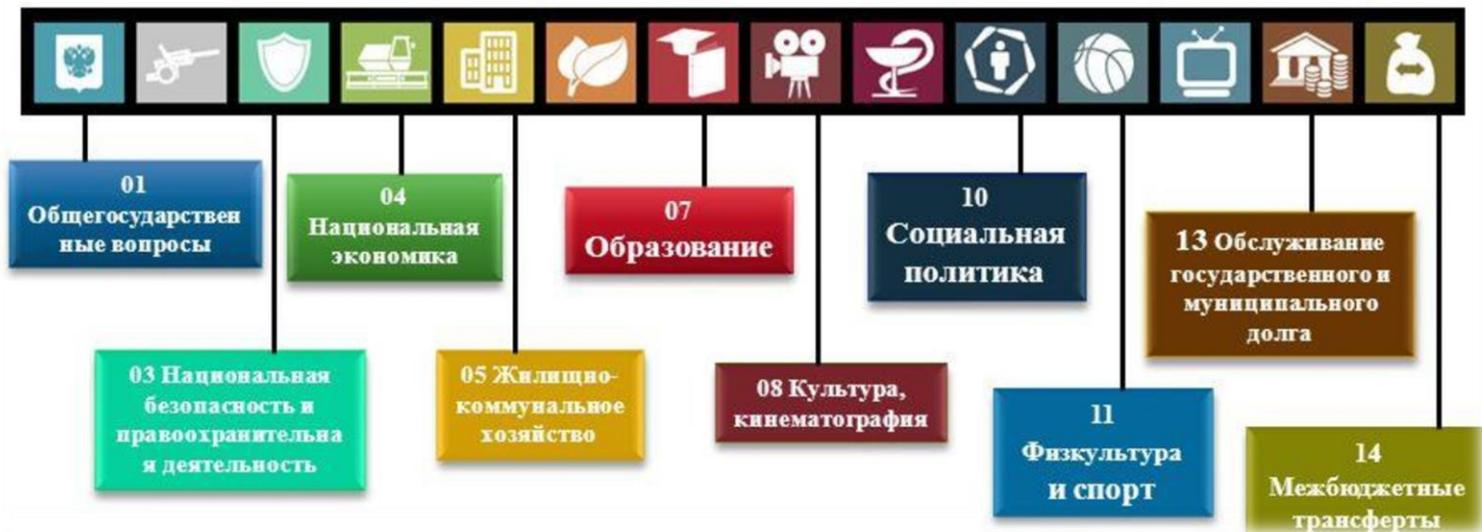 01
Общегосударствен
ные вопросы
03 Национальная
безопасность и
правоохранительна
я деятельность
04
Национальная
экономика
05 Жилищно-
коммунальное
хозяйство
07
Образование
08 Культура,
кинематография
10
Социальная
политика
11
Физкультура
и спорт
13 Обслуживание
государственного и
муниципального
долга
14
Межбюджетные
трансферты